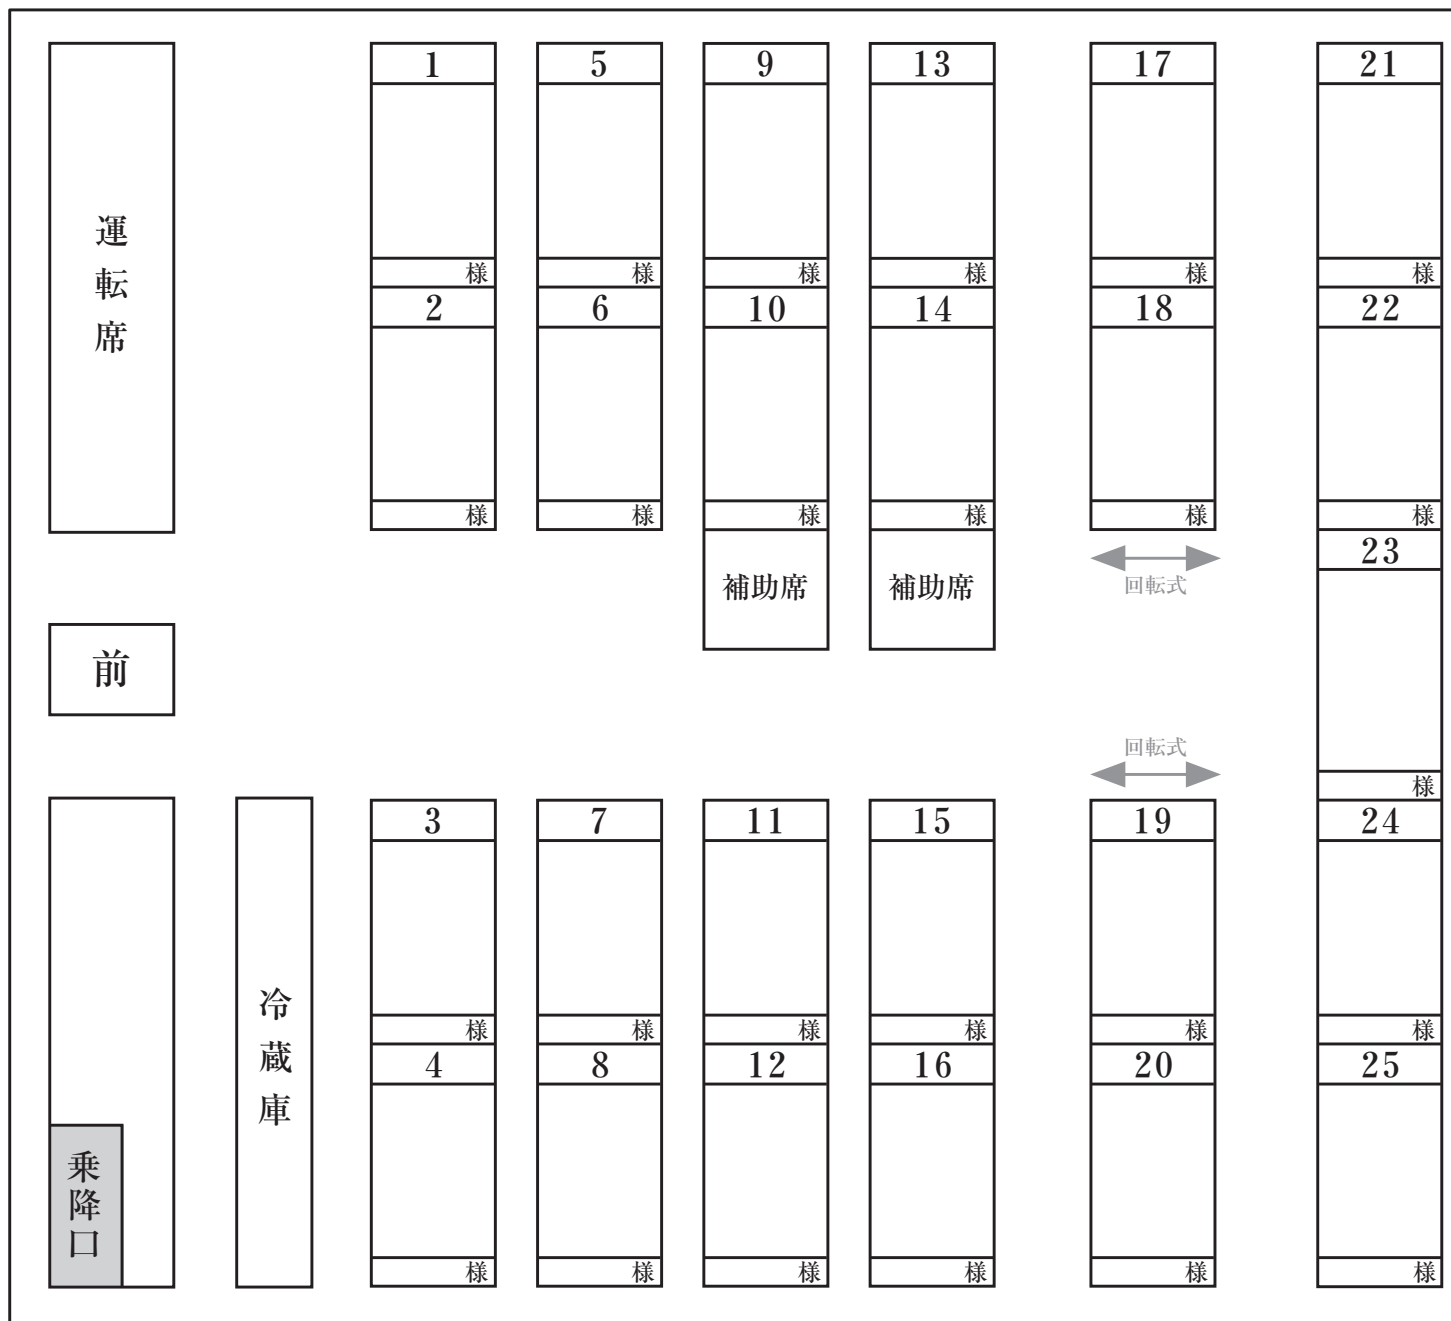 1 5 9 13 17 21
運転席
様 様 様 様 様 様
2 6 10 14 18 22
様 様 様 様 様 様
補助席 補助席 回転式 23
前
回転式
様
3 7 11 15 19 24
冷蔵庫
様 様 様 様 様 様
4 8 12 16 20 25
乗降口
様 様 様 様 様 様